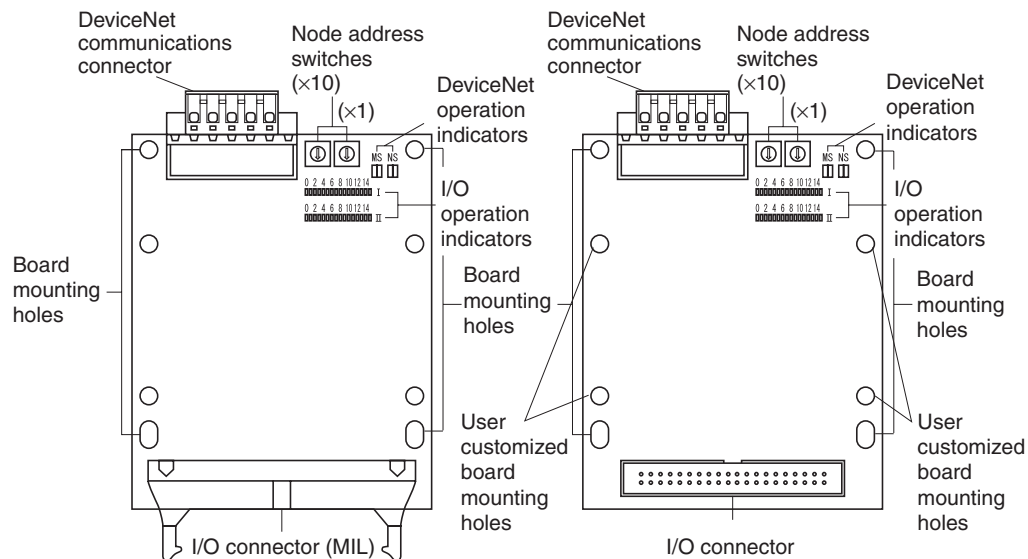 DeviceNet
communications
connector
Node address
switches
(×10)
(×1)
DeviceNet
operation
indicators
MS NS
0 2 4 6 8 10 12 14
I
0 2 4 6 8 10 12 14
II
I/O
operation
indicators
Board
mounting
holes
Board
mounting
holes
User
customized
board
mounting
holes
I/O connector (MIL)
DeviceNet
communications
connector
Node address
switches
(×10)
(×1)
DeviceNet
operation
indicators
MS NS
0 2 4 6 8 10 12 14
I
0 2 4 6 8 10 12 14
II
I/O
operation
indicators
Board
mounting
holes
User
customized
board
mounting
holes
I/O connector